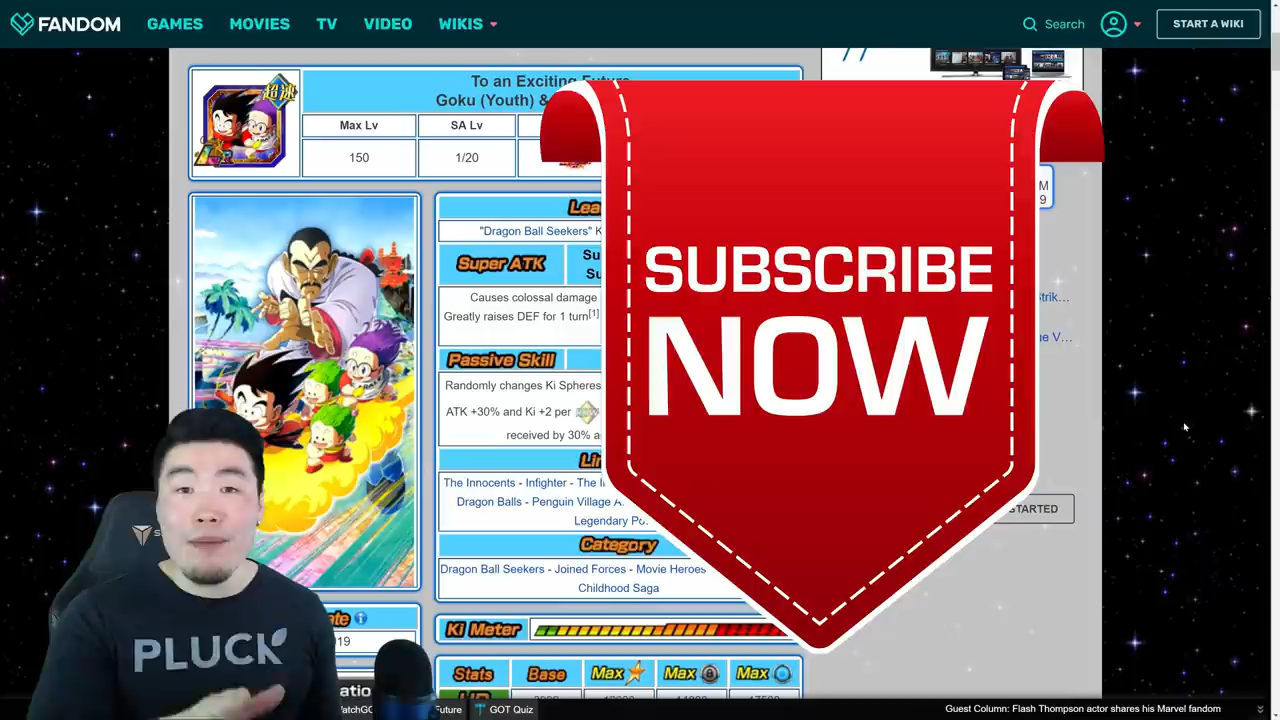 FANDOM GAMES MOVIES TV VIDEO WIKIS Search START A WIKI
To an Exciting Future
Goku (Youth) &
超速
Max Lv SA Lv
150 1/20
"Dragon Ball Seekers" K
Super ATK
Causes colossal damage
Greatly raises DEF for 1 turn[1]
Passive Skill
Randomly changes Ki Spheres
ATK +30% and Ki +2 per
received by 30%
The Innocents - Infighter - The
Dragon Balls - Penguin Village
Legendary
Category
Dragon Ball Seekers - Joined Forces - Movie Heroes
Childhood Saga
Ki Meter
Stats Base Max Max Max
SUBSCRIBE
NOW
STARTED
PLUCK
Future GOT Quiz
Guest Column: Flash Thompson actor shares his Marvel fandom